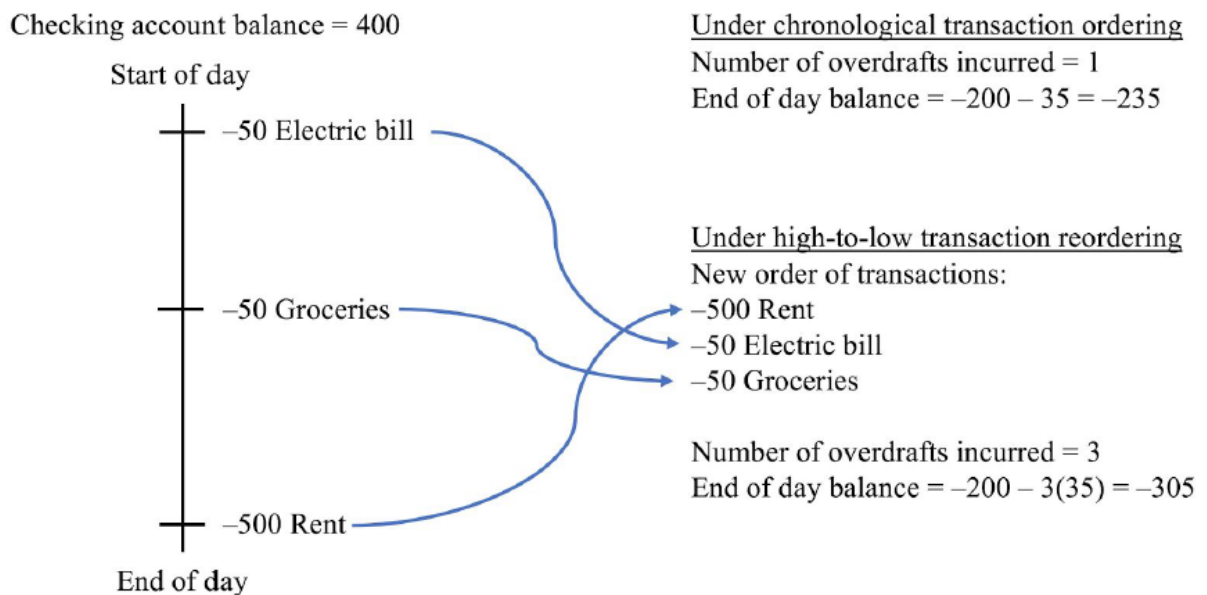 Checking account balance = 400
Start of day
–50 Electric bill
–50 Groceries
–500 Rent
End of day
Under chronological transaction ordering
Number of overdrafts incurred = 1
End of day balance = –200 – 35 = –235
Under high-to-low transaction reordering
New order of transactions:
–500 Rent
–50 Electric bill
–50 Groceries
Number of overdrafts incurred = 3
End of day balance = –200 – 3(35) = –305